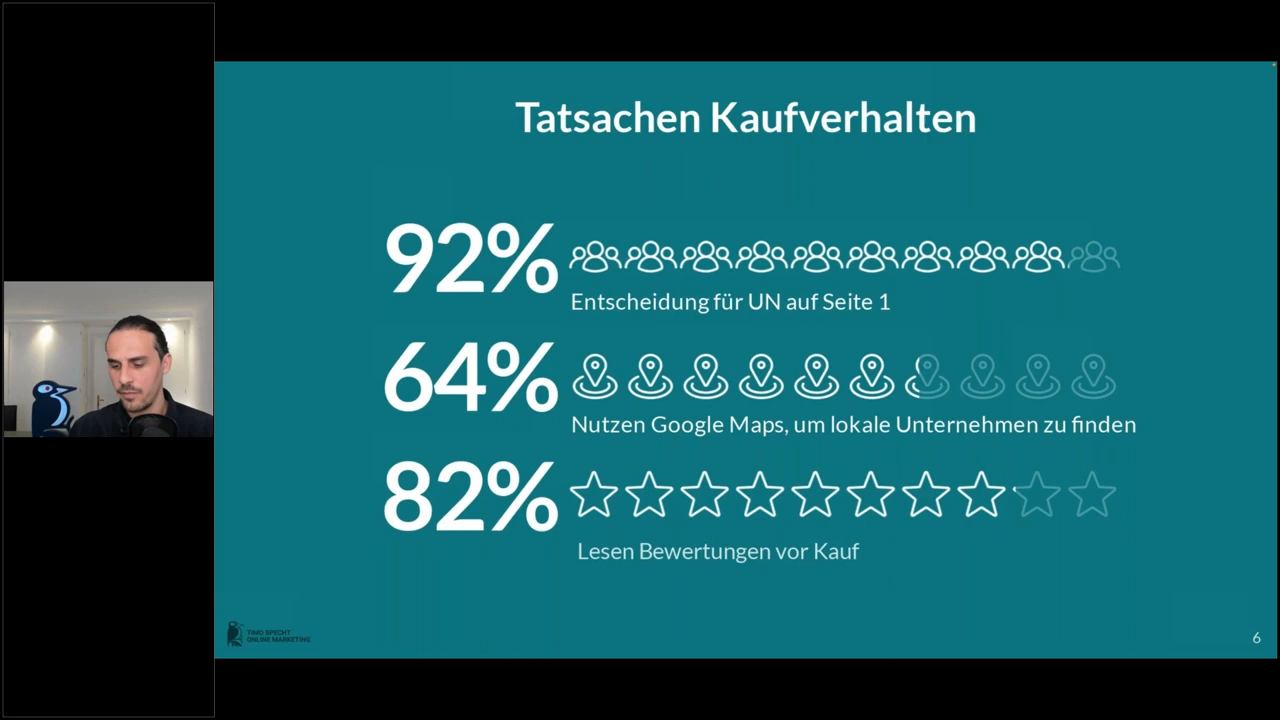 Tatsachen Kaufverhalten
92%
Entscheidung für UN auf Seite 1
64%
Nutzen Google Maps, um lokale Unternehmen zu finden
82%
Lesen Bewertungen vor Kauf
TIMO SPECHT
ONLINE MARKETING
6